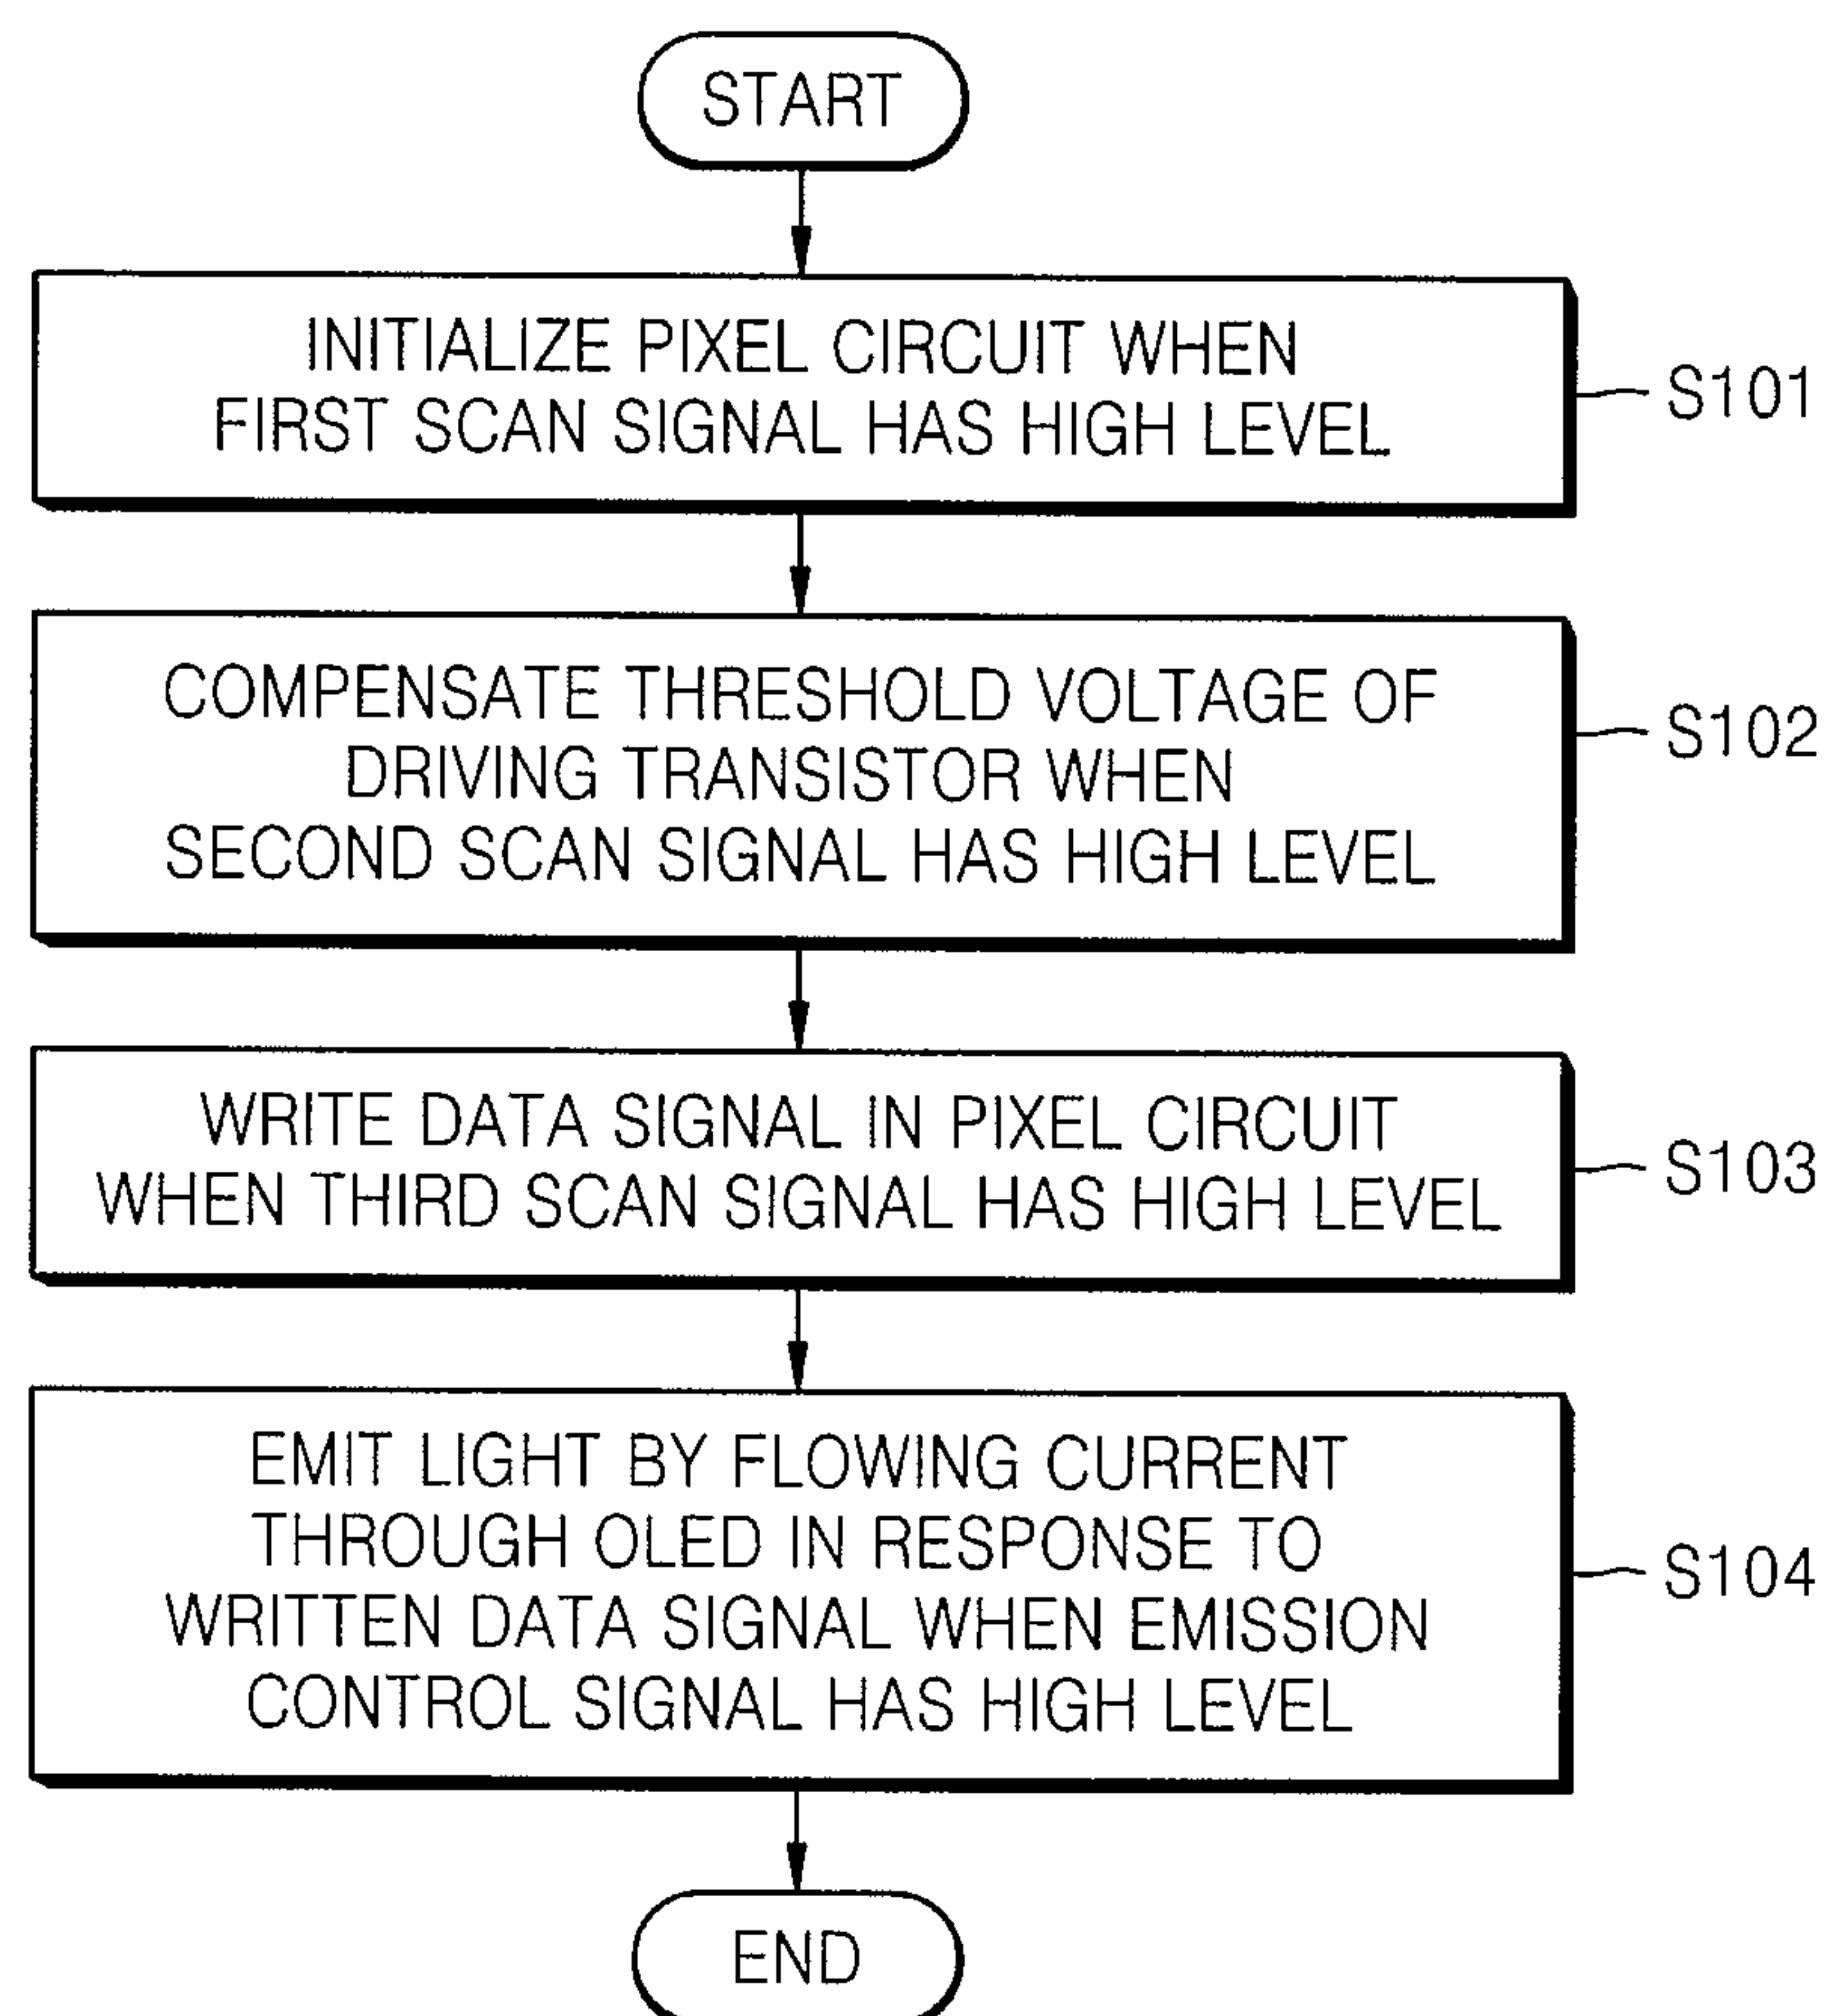 START
INITIALIZE PIXEL CIRCUIT WHEN
FIRST SCAN SIGNAL HAS HIGH LEVEL
S101
COMPENSATE THRESHOLD VOLTAGE OF
DRIVING TRANSISTOR WHEN
SECOND SCAN SIGNAL HAS HIGH LEVEL
S102
WRITE DATA SIGNAL IN PIXEL CIRCUIT
WHEN THIRD SCAN SIGNAL HAS HIGH LEVEL
S103
EMIT LIGHT BY FLOWING CURRENT
THROUGH OLED IN RESPONSE TO
WRITTEN DATA SIGNAL WHEN EMISSION
CONTROL SIGNAL HAS HIGH LEVEL
S104
END